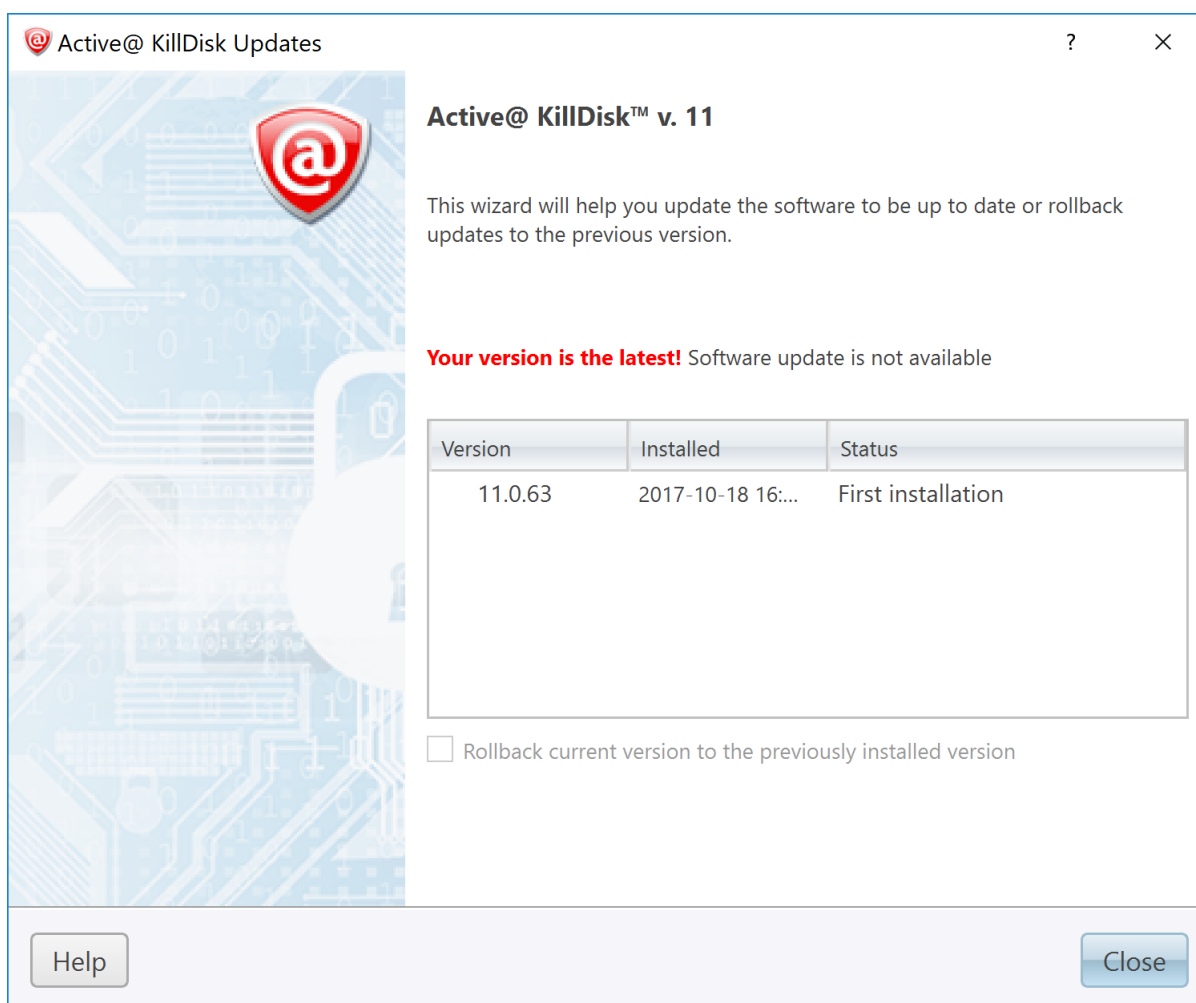 Active@ KillDisk Updates
?
Active@ KillDisk™ v. 11
This wizard will help you update the software to be up to date or rollback
updates to the previous version.
Your version is the latest! Software update is not available
Version Installed Status
11.0.63 2017-10-18 16:... First installation
Rollback current version to the previously installed version
Help Close